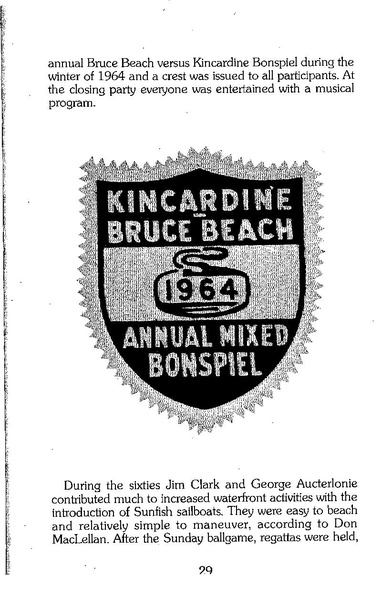 annual Bruce Beach versus Kincardine Bonspiel during the
winter of 1964 and a crest was issued to all participants. At
the closing party everyone was entertained with a musical
program.
KINCARDINE
BRUCE BEACH
1964
ANNUAL MIXED
BONSPIEL
During the sixties Jim Clark and George Aucterlonie
contributed much to increased waterfront activities with the
introduction of Sunfish sailboats. They were easy to beach
and relatively simple to maneuver, according to Don
MacLellan. After the Sunday ballgame, regattas were held,
29